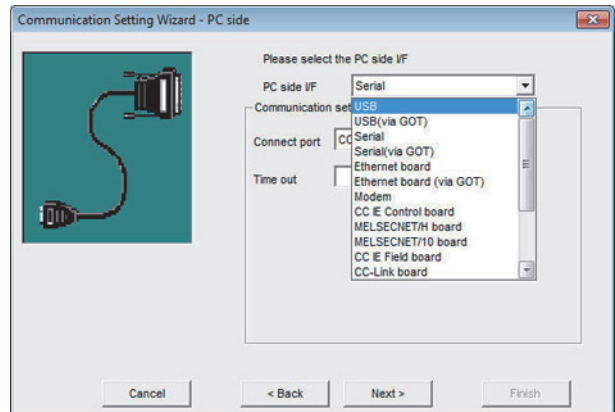 Communication Setting Wizard - PC side
Please select the PC side I/F
PC side I/F Serial
Communication set
USB
USB(via GOT)
Connect port CO
Serial
Serial(via GOT)
Ethernet board
Time out
Ethernet board (via GOT)
Modem
CC IE Control board
MELSECNET/H board
MELSECNET/10 board
CC IE Field board
CC-Link board
Cancel < Back Next > Finish